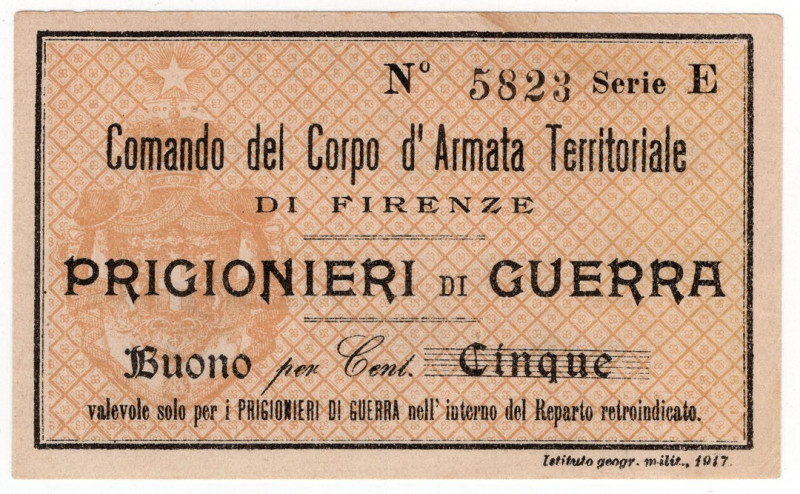 Nº 5823 Serie E
Comando del Corpo d'Armata Territoriale
DI FIRENZE
PRIGIONIERI DI GUERRA
Buono per Cent. Cinque
valevole solo per i PRIGIONIERI DI GUERRA nell'interno del Reparto retroindicato.
Istituto geogr. milit., 1917.